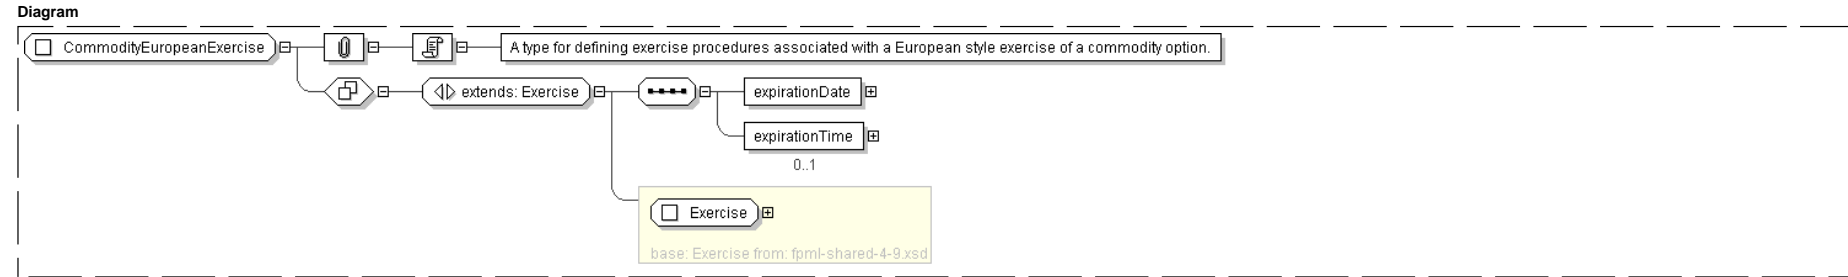 Diagram
CommodityEuropeanExercise
A type for defining exercise procedures associated with a European style exercise of a commodity option.
extends: Exercise
expirationDate
expirationTime
0..1
Exercise
base: Exercise from: fpml-shared-4-9.xsd